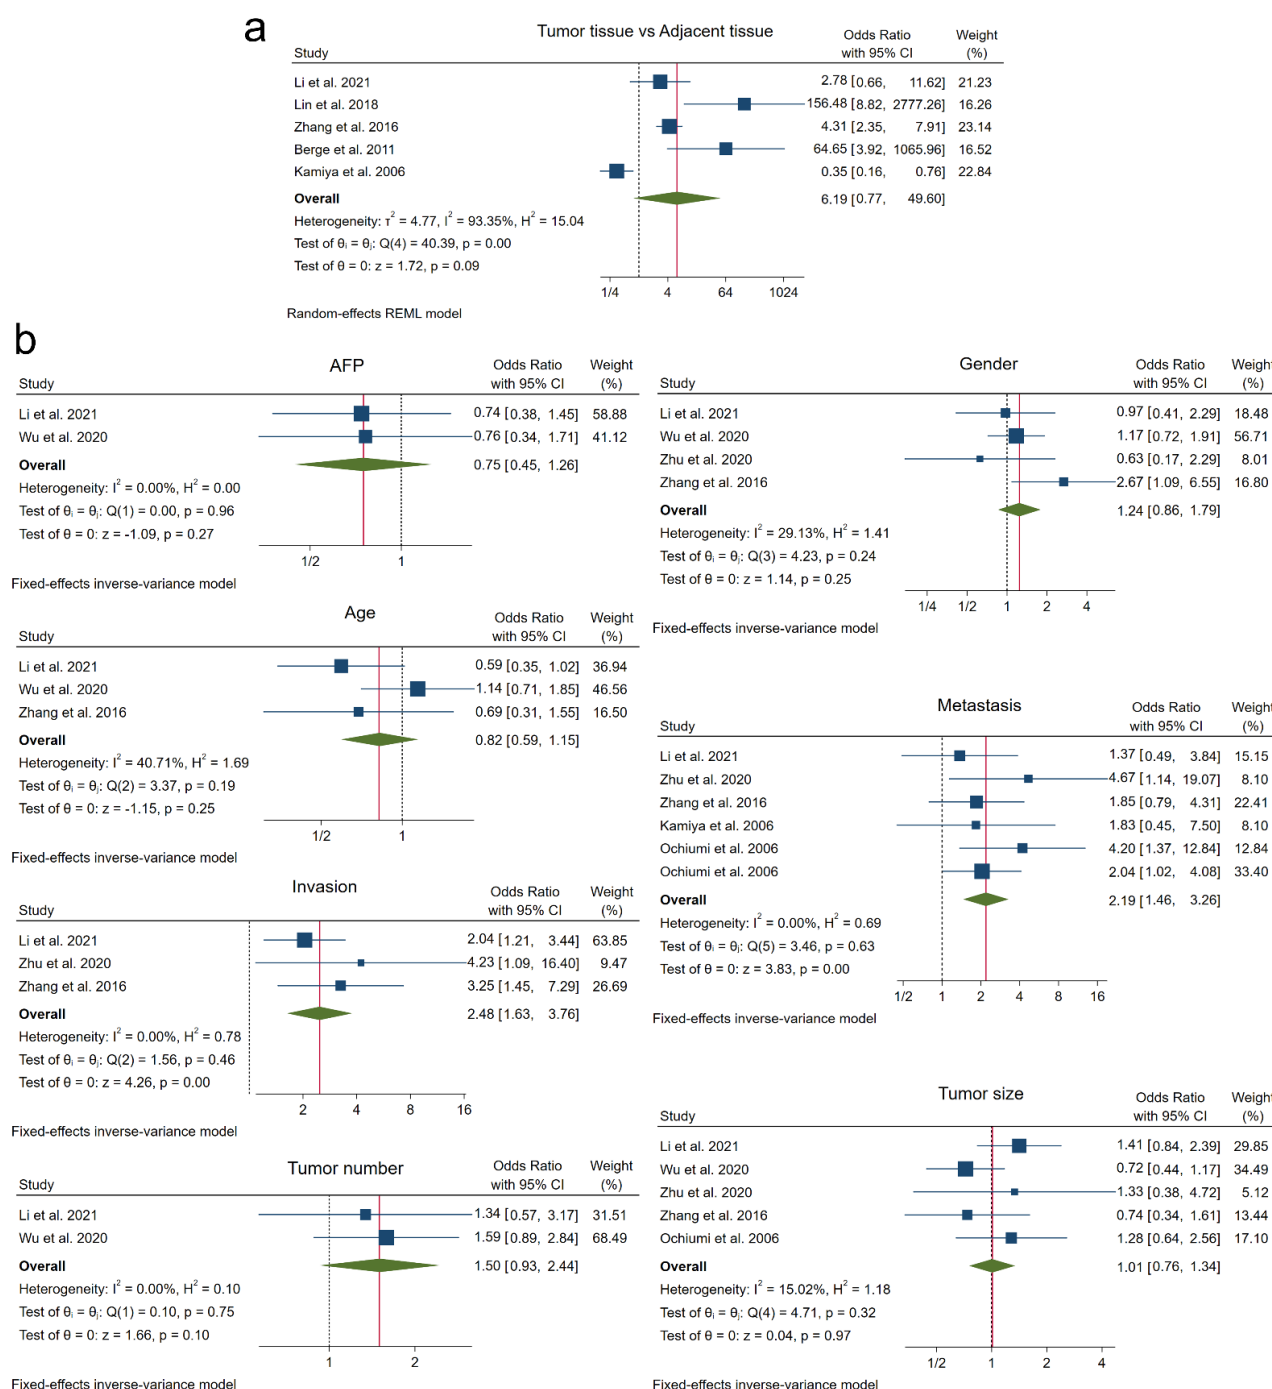 a
Tumor tissue vs Adjacent tissue
Odds Ratio Weight
Study with 95% CI (%)
Li et al. 2021 2.78 [0.66, 11.62] 21.23
Lin et al. 2018 156.48 [8.82, 2777.26] 16.26
Zhang et al. 2016 4.31 [2.35, 7.91] 23.14
Berge et al. 2011 64.65 [3.92, 1065.96] 16.52
Kamiya et al. 2006 0.35 [0.16, 0.76] 22.84
Overall 6.19 [0.77, 49.60]
Heterogeneity: τ² = 4.77, I² = 93.35%, H² = 15.04
Test of θᵢ = θⱼ: Q(4) = 40.39, p = 0.00
Test of θ = 0: z = 1.72, p = 0.09
1/4 4 64 1024
Random-effects REML model
b
AFP
Odds Ratio Weight
Study with 95% CI (%)
Li et al. 2021 0.74 [0.38, 1.45] 58.88
Wu et al. 2020 0.76 [0.34, 1.71] 41.12
Overall 0.75 [0.45, 1.26]
Heterogeneity: I² = 0.00%, H² = 0.00
Test of θᵢ = θⱼ: Q(1) = 0.00, p = 0.96
Test of θ = 0: z = -1.09, p = 0.27
1/2 1
Fixed-effects inverse-variance model
Age
Odds Ratio Weight
Study with 95% CI (%)
Li et al. 2021 0.59 [0.35, 1.02] 36.94
Wu et al. 2020 1.14 [0.71, 1.85] 46.56
Zhang et al. 2016 0.69 [0.31, 1.55] 16.50
Overall 0.82 [0.59, 1.15]
Heterogeneity: I² = 40.71%, H² = 1.69
Test of θᵢ = θⱼ: Q(2) = 3.37, p = 0.19
Test of θ = 0: z = -1.15, p = 0.25
1/2 1
Fixed-effects inverse-variance model
Invasion
Odds Ratio Weight
Study with 95% CI (%)
Li et al. 2021 2.04 [1.21, 3.44] 63.85
Zhu et al. 2020 4.23 [1.09, 16.40] 9.47
Zhang et al. 2016 3.25 [1.45, 7.29] 26.69
Overall 2.48 [1.63, 3.76]
Heterogeneity: I² = 0.00%, H² = 0.78
Test of θᵢ = θⱼ: Q(2) = 1.56, p = 0.46
Test of θ = 0: z = 4.26, p = 0.00
2 4 8 16
Fixed-effects inverse-variance model
Tumor number
Odds Ratio Weight
Study with 95% CI (%)
Li et al. 2021 1.34 [0.57, 3.17] 31.51
Wu et al. 2020 1.59 [0.89, 2.84] 68.49
Overall 1.50 [0.93, 2.44]
Heterogeneity: I² = 0.00%, H² = 0.10
Test of θᵢ = θⱼ: Q(1) = 0.10, p = 0.75
Test of θ = 0: z = 1.66, p = 0.10
1 2
Fixed-effects inverse-variance model
Gender
Odds Ratio Weight
Study with 95% CI (%)
Li et al. 2021 0.97 [0.41, 2.29] 18.48
Wu et al. 2020 1.17 [0.72, 1.91] 56.71
Zhu et al. 2020 0.63 [0.17, 2.29] 8.01
Zhang et al. 2016 2.67 [1.09, 6.55] 16.80
Overall 1.24 [0.86, 1.79]
Heterogeneity: I² = 29.13%, H² = 1.41
Test of θᵢ = θⱼ: Q(3) = 4.23, p = 0.24
Test of θ = 0: z = 1.14, p = 0.25
1/4 1/2 1 2 4
Fixed-effects inverse-variance model
Metastasis
Odds Ratio Weight
Study with 95% CI (%)
Li et al. 2021 1.37 [0.49, 3.84] 15.15
Zhu et al. 2020 4.67 [1.14, 19.07] 8.10
Zhang et al. 2016 1.85 [0.79, 4.31] 22.41
Kamiya et al. 2006 1.83 [0.45, 7.50] 8.10
Ochiumi et al. 2006 4.20 [1.37, 12.84] 12.84
Ochiumi et al. 2006 2.04 [1.02, 4.08] 33.40
Overall 2.19 [1.46, 3.26]
Heterogeneity: I² = 0.00%, H² = 0.69
Test of θᵢ = θⱼ: Q(5) = 3.46, p = 0.63
Test of θ = 0: z = 3.83, p = 0.00
1/2 1 2 4 8 16
Fixed-effects inverse-variance model
Tumor size
Odds Ratio Weight
Study with 95% CI (%)
Li et al. 2021 1.41 [0.84, 2.39] 29.85
Wu et al. 2020 0.72 [0.44, 1.17] 34.49
Zhu et al. 2020 1.33 [0.38, 4.72] 5.12
Zhang et al. 2016 0.74 [0.34, 1.61] 13.44
Ochiumi et al. 2006 1.28 [0.64, 2.56] 17.10
Overall 1.01 [0.76, 1.34]
Heterogeneity: I² = 15.02%, H² = 1.18
Test of θᵢ = θⱼ: Q(4) = 4.71, p = 0.32
Test of θ = 0: z = 0.04, p = 0.97
1/2 1 2 4
Fixed-effects inverse-variance model